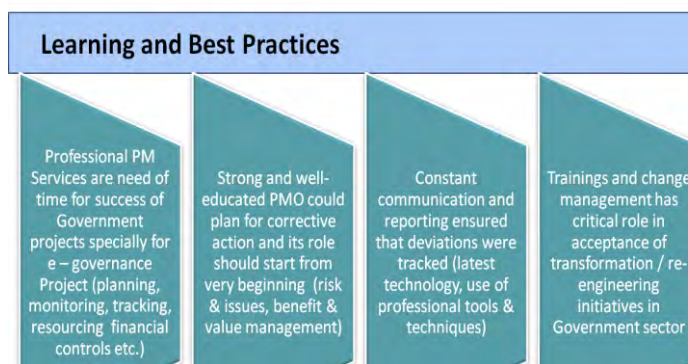 Learning and Best Practices
Professional PM
Services are need of
time for success of
Government
projects specially for
e – governance
Project (planning,
monitoring, tracking,
resourcing financial
controls etc.)
Strong and well-
educated PMO could
plan for corrective
action and its role
should start from
very beginning (risk
& issues, benefit &
value management)
Constant
communication and
reporting ensured
that deviations were
tracked (latest
technology, use of
professional tools &
techniques)
Trainings and change
management has
critical role in
acceptance of
transformation / re-
engineering
initiatives in
Government sector